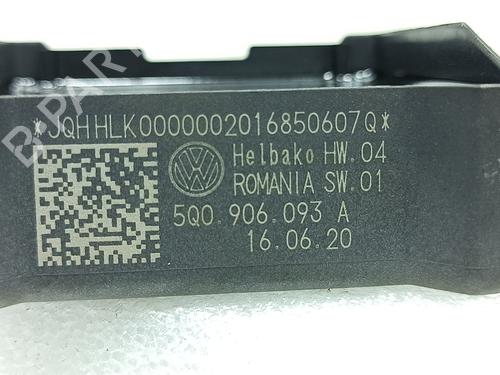 *JQHHLK0000002016850607Q*
Helbako HW.04
ROMANIA SW.01
5Q0.906.093 A
16.06.20